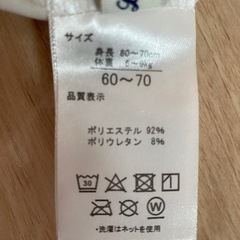 サイズ
身長 60~70cm
体重 6~9kg
60~70
品質表示
ポリエステル 92%
ポリウレタン 8%
30
W
・洗濯はネット使用